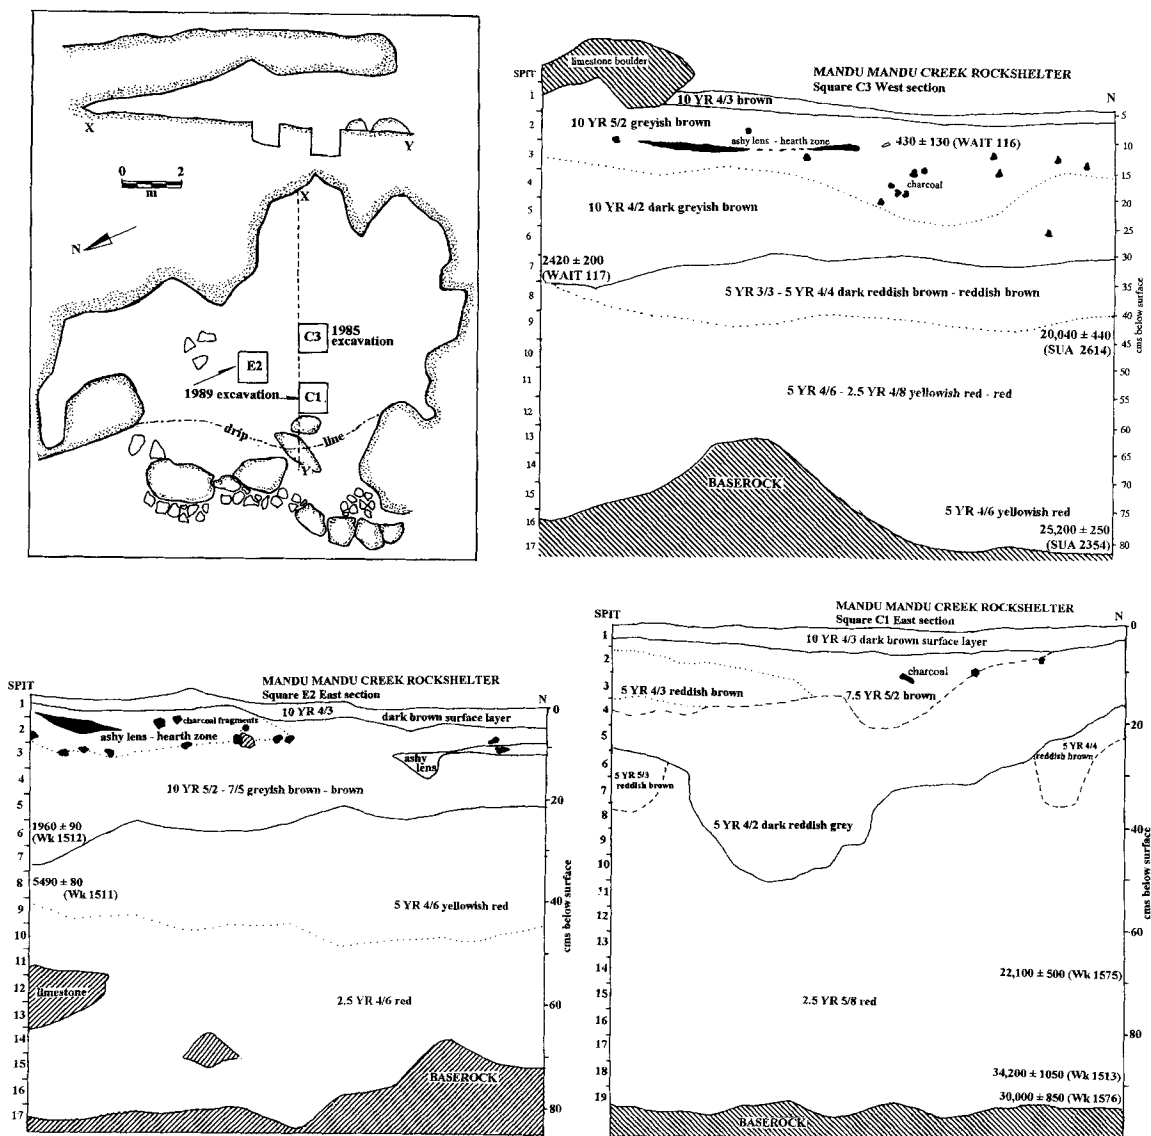 X
Y
0 2
m
X
N
C3
1985
excavation
E2
1989 excavation
C1
drip line
Y
MANDU MANDU CREEK ROCKSHELTER
Square C3 West section
SPIT
N
limestone boulder
10 YR 4/3 brown
10 YR 5/2 greyish brown
ashy lens - hearth zone
430 ± 130 (WAIT 116)
charcoal
10 YR 4/2 dark greyish brown
2420 ± 200
(WAIT 117)
5 YR 3/3 - 5 YR 4/4 dark reddish brown - reddish brown
20,040 ± 440
(SUA 2614)
5 YR 4/6 - 2.5 YR 4/8 yellowish red - red
BASEROCK
5 YR 4/6 yellowish red
25,200 ± 250
(SUA 2354)
1
2
3
4
5
6
7
8
9
10
11
12
13
14
15
16
17
5
10
15
20
25
30
35
40
45
50
55
60
65
70
75
80
cms below surface
MANDU MANDU CREEK ROCKSHELTER
Square E2 East section
SPIT
N
10 YR 4/3
dark brown surface layer
charcoal fragments
ashy lens - hearth zone
ashy
lens
10 YR 5/2 - 7/5 greyish brown - brown
1960 ± 90
(Wk 1512)
5490 ± 80
(Wk 1511)
5 YR 4/6 yellowish red
limestone
2.5 YR 4/6 red
BASEROCK
1
2
3
4
5
6
7
8
9
10
11
12
13
14
15
16
17
0
20
40
60
80
cms below surface
MANDU MANDU CREEK ROCKSHELTER
Square C1 East section
SPIT
N
10 YR 4/3 dark brown surface layer
charcoal
5 YR 4/3 reddish brown
7.5 YR 5/2 brown
5 YR 4/4
reddish brown
5 YR 5/3
reddish brown
5 YR 4/2 dark reddish grey
22,100 ± 500 (Wk 1575)
2.5 YR 5/8 red
34,200 ± 1050 (Wk 1513)
30,000 ± 850 (Wk 1576)
BASEROCK
1
2
3
4
5
6
7
8
9
10
11
12
13
14
15
16
17
18
19
0
20
40
60
80
cms below surface